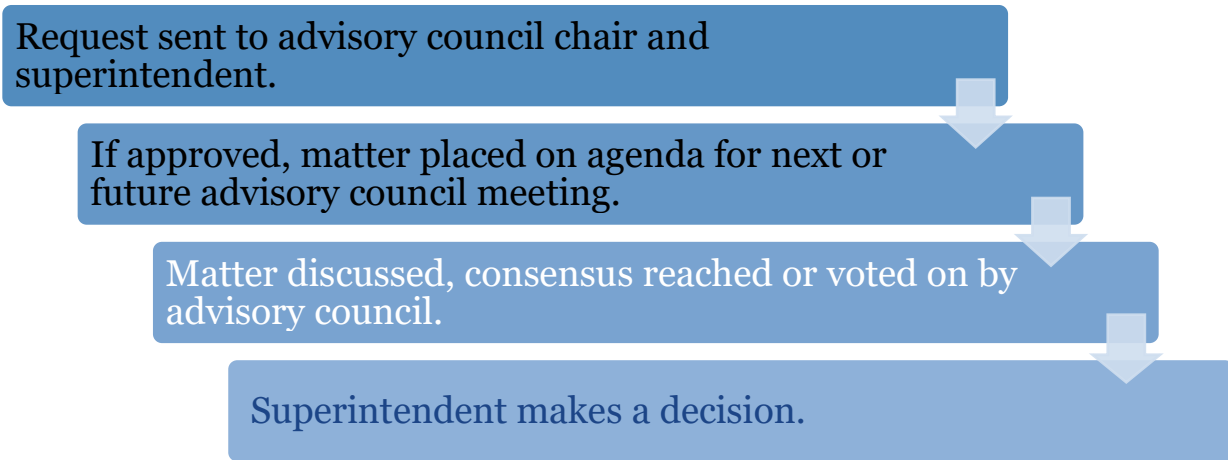 Request sent to advisory council chair and
superintendent.
If approved, matter placed on agenda for next or
future advisory council meeting.
Matter discussed, consensus reached or voted on by
advisory council.
Superintendent makes a decision.